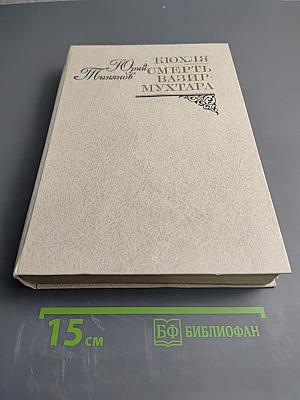 Юрий
Тынянов
КЮХЛЯ
СМЕРТЬ
ВАЗИР-
МУХТАРА
15 см
БФ БИБЛИОФАН